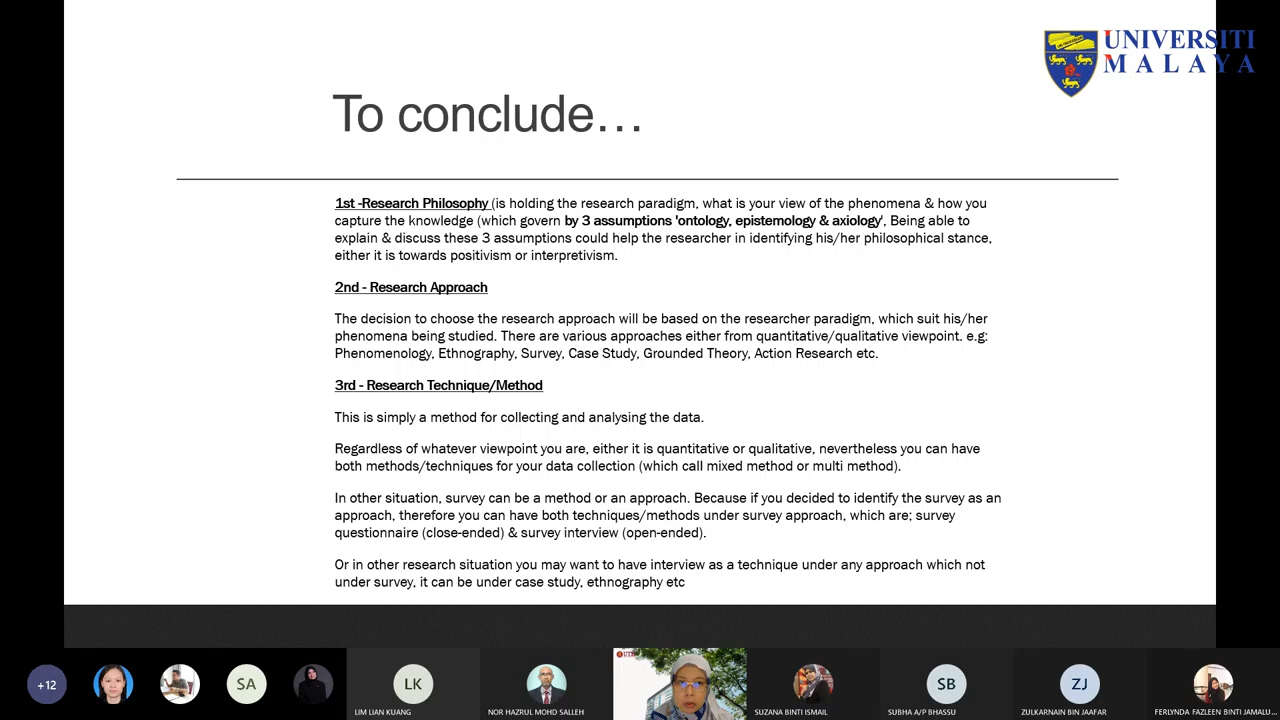 UNIVERSITI
MALAYA
To conclude…
1st -Research Philosophy (is holding the research paradigm, what is your view of the phenomena & how you
capture the knowledge (which govern by 3 assumptions 'ontology, epistemology & axiology', Being able to
explain & discuss these 3 assumptions could help the researcher in identifying his/her philosophical stance,
either it is towards positivism or interpretivism.
2nd - Research Approach
The decision to choose the research approach will be based on the researcher paradigm, which suit his/her
phenomena being studied. There are various approaches either from quantitative/qualitative viewpoint. e.g:
Phenomenology, Ethnography, Survey, Case Study, Grounded Theory, Action Research etc.
3rd - Research Technique/Method
This is simply a method for collecting and analysing the data.
Regardless of whatever viewpoint you are, either it is quantitative or qualitative, nevertheless you can have
both methods/techniques for your data collection (which call mixed method or multi method).
In other situation, survey can be a method or an approach. Because if you decided to identify the survey as an
approach, therefore you can have both techniques/methods under survey approach, which are; survey
questionnaire (close-ended) & survey interview (open-ended).
Or in other research situation you may want to have interview as a technique under any approach which not
under survey, it can be under case study, ethnography etc
+12
SA
LK
SB
ZJ
LIM LIAN KUANG
NOR HAZRUL MOHD SALLEH
SUZANA BINTI ISMAIL
SUBHA A/P BHASSU
ZULKARNAIN BIN JAAFAR
FERLYNDA FAZLEEN BINTI JAMALU...